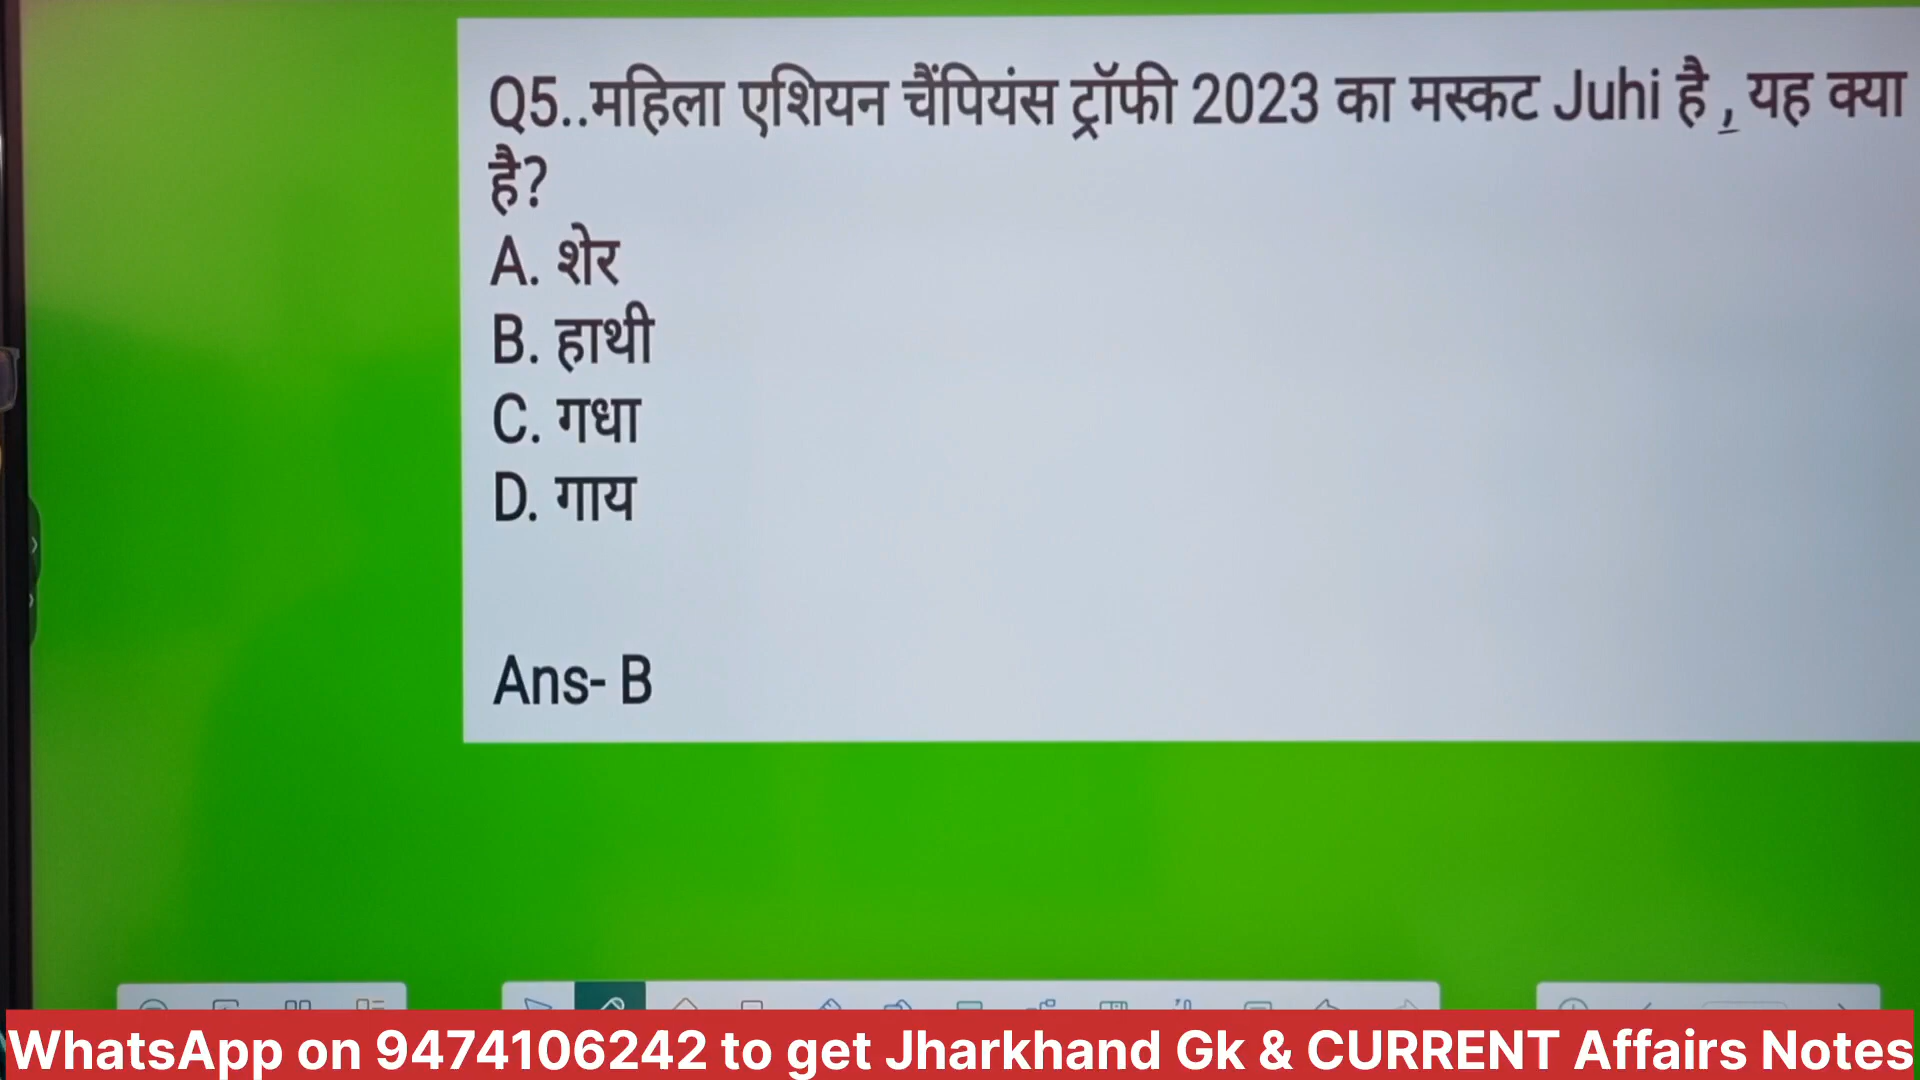 Q5..महिला एशियन चैंपियंस ट्रॉफी 2023 का मस्कट Juhi है , यह क्या
है?
A. शेर
B. हाथी
C. गधा
D. गाय
Ans- B
WhatsApp on 9474106242 to get Jharkhand Gk & CURRENT Affairs Notes